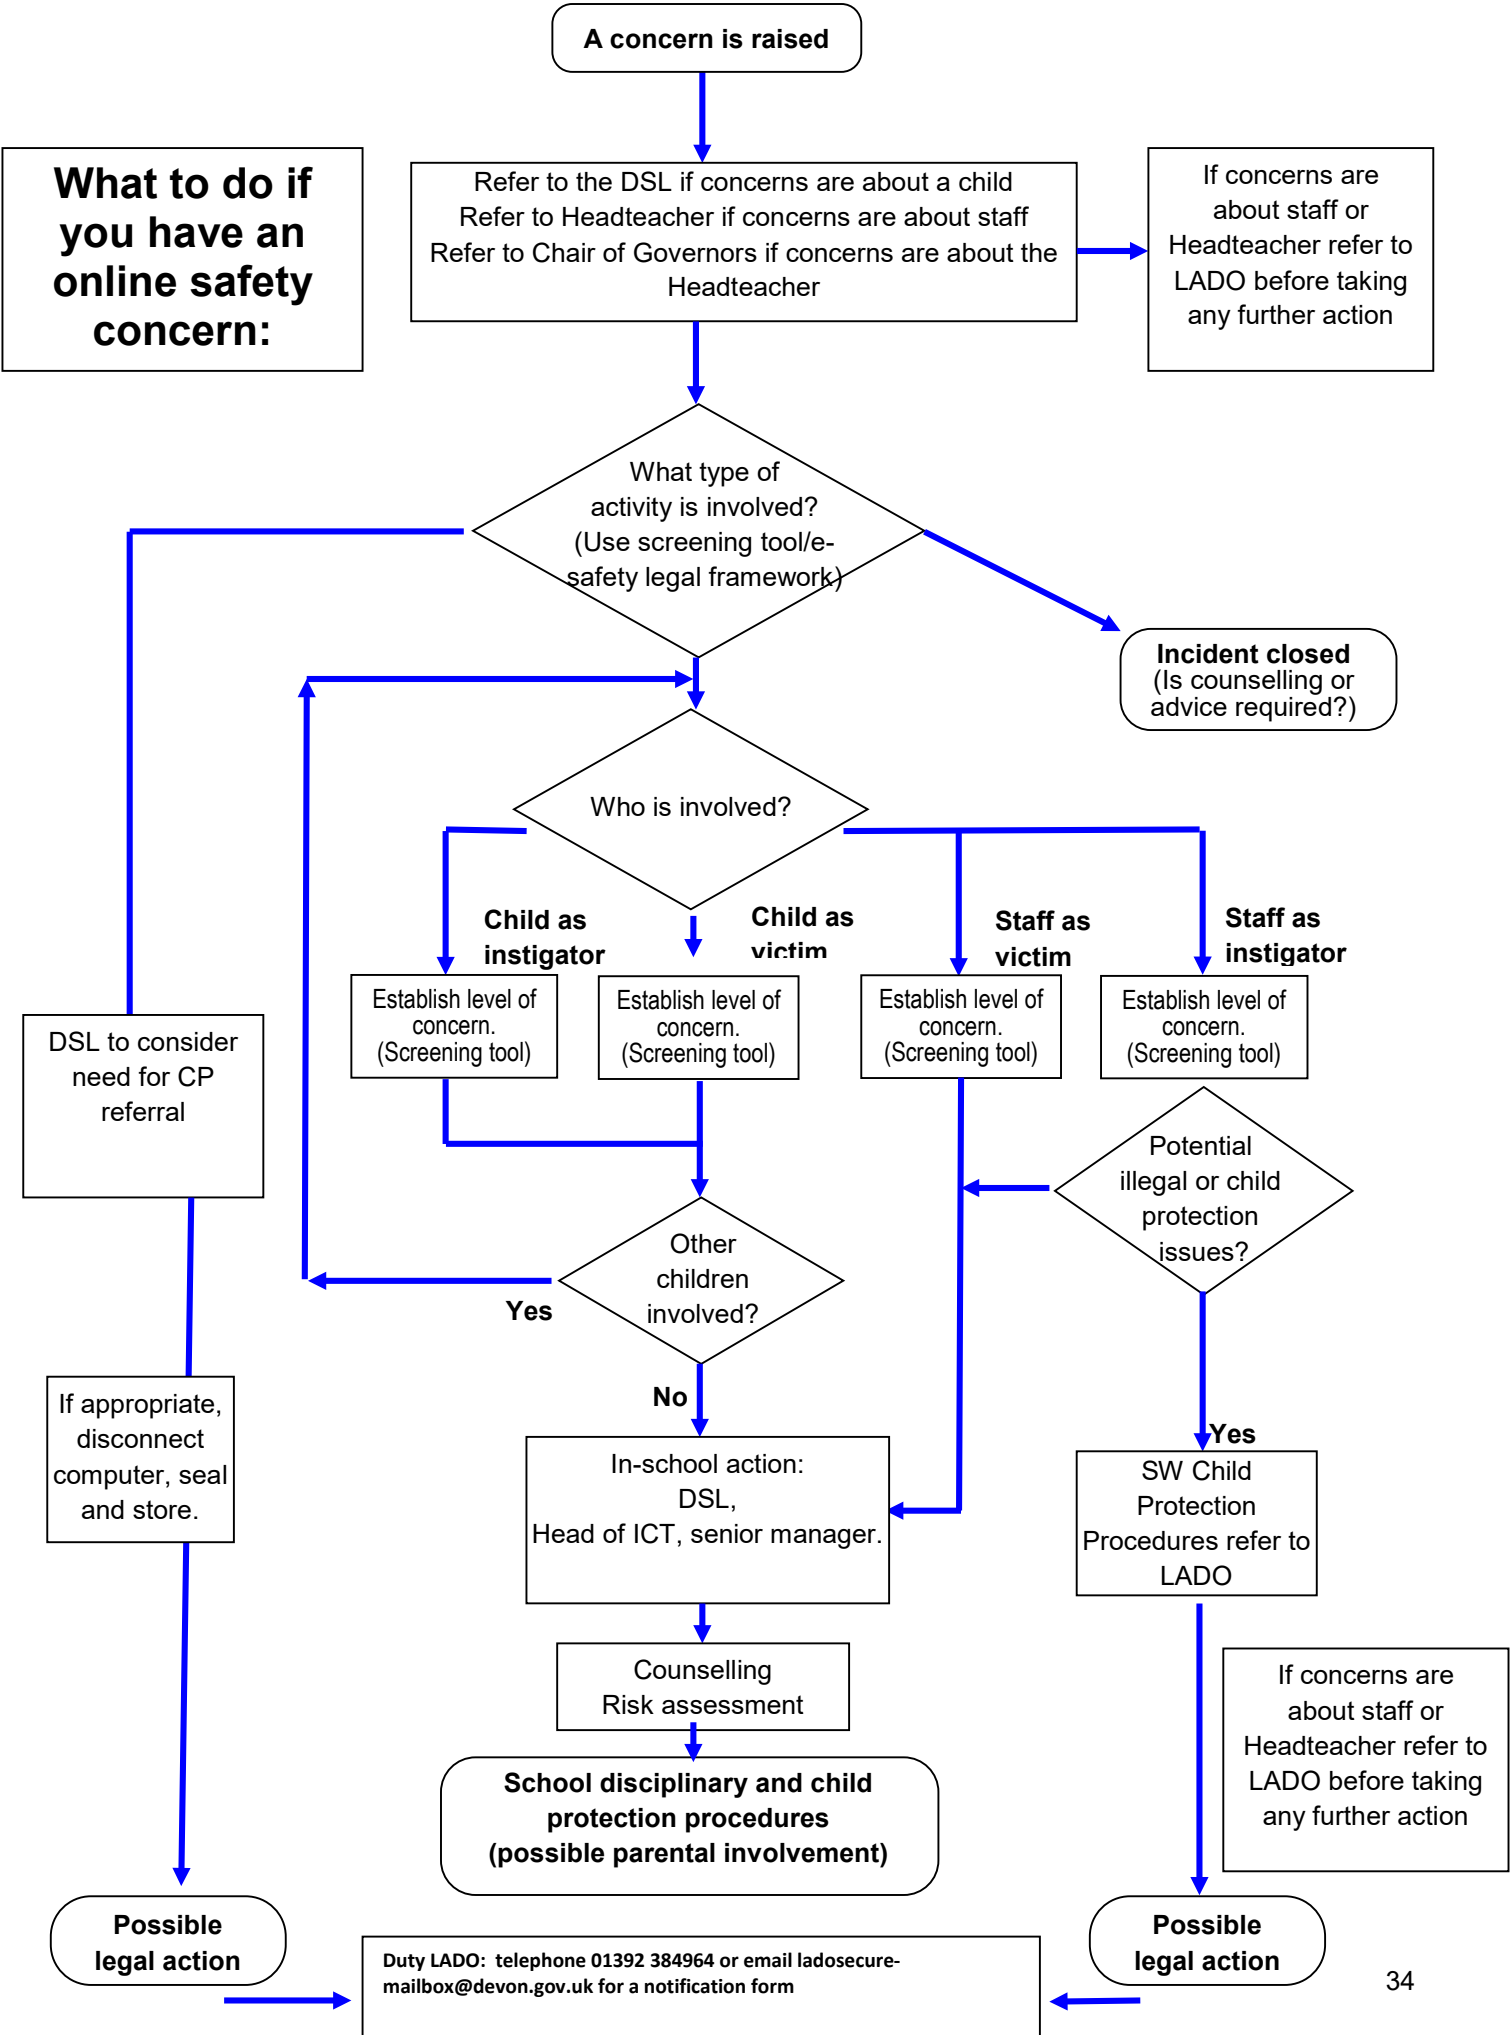 A concern is raised
What to do if
you have an
online safety
concern:
Refer to the DSL if concerns are about a child
Refer to Headteacher if concerns are about staff
Refer to Chair of Governors if concerns are about the
Headteacher
If concerns are
about staff or
Headteacher refer to
LADO before taking
any further action
What type of
activity is involved?
(Use screening tool/e-
safety legal framework)
Incident closed
(Is counselling or
advice required?)
Who is involved?
Child as
instigator
Child as
victim
Staff as
victim
Staff as
instigator
Establish level of
concern.
(Screening tool)
Establish level of
concern.
(Screening tool)
Establish level of
concern.
(Screening tool)
Establish level of
concern.
(Screening tool)
DSL to consider
need for CP
referral
Potential
illegal or child
protection
issues?
Other
children
involved?
Yes
No
If appropriate,
disconnect
computer, seal
and store.
In-school action:
DSL,
Head of ICT, senior manager.
Yes
SW Child
Protection
Procedures refer to
LADO
Counselling
Risk assessment
If concerns are
about staff or
Headteacher refer to
LADO before taking
any further action
School disciplinary and child
protection procedures
(possible parental involvement)
Possible
legal action
Possible
legal action
Duty LADO:  telephone 01392 384964 or email ladosecure-
mailbox@devon.gov.uk for a notification form
34